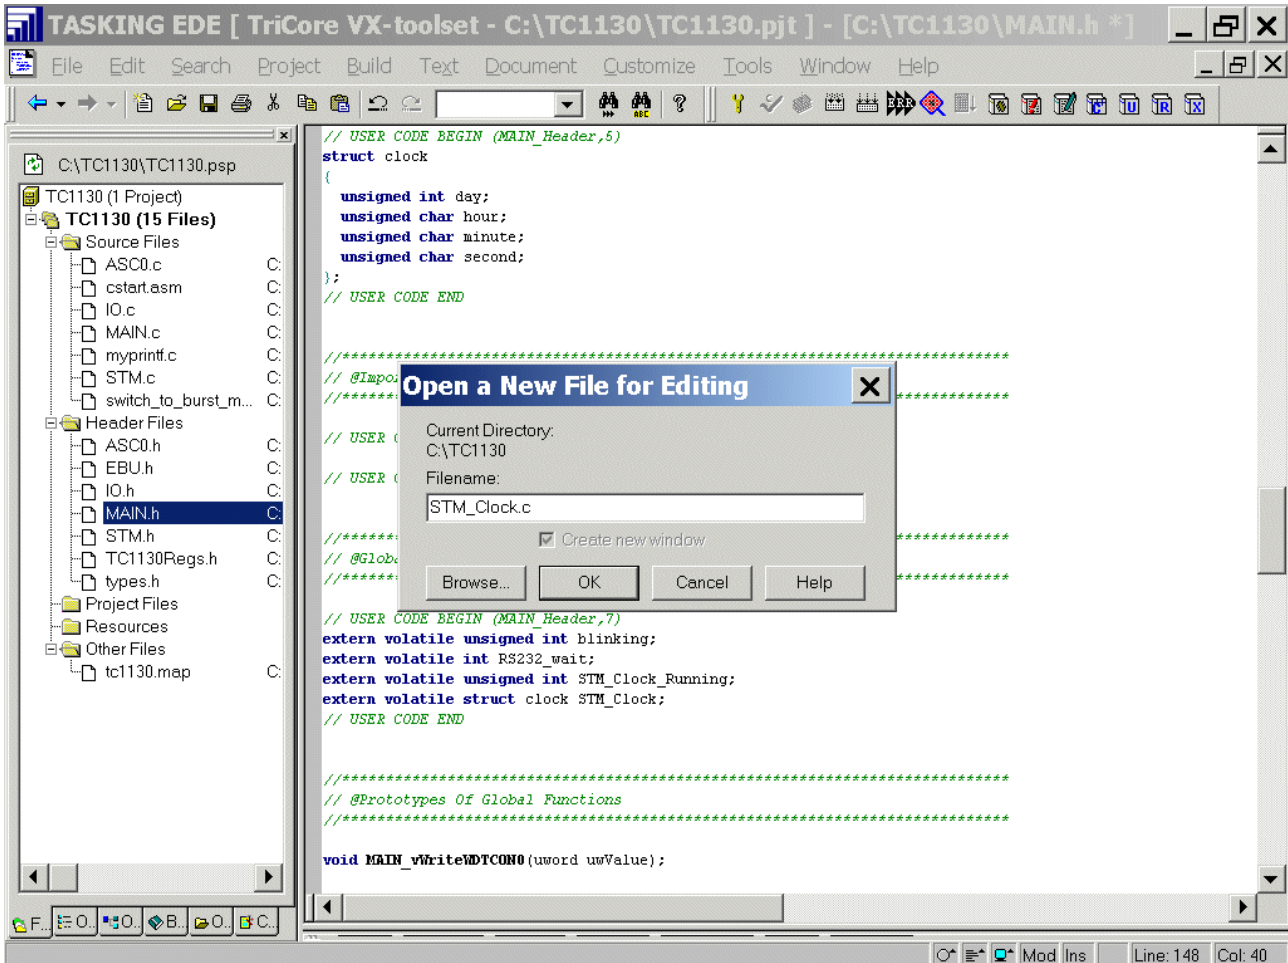 TASKING EDE [ TriCore VX-toolset - C:\TC1130\TC1130.pjt ] - [C:\TC1130\MAIN.h *]
File Edit Search Project Build Text Document Customize Tools Window Help
C:\TC1130\TC1130.psp
TC1130 (1 Project)
TC1130 (15 Files)
Source Files
ASC0.c C:
cstart.asm C:
IO.c C:
MAIN.c C:
myprintf.c C:
STM.c C:
switch_to_burst_m... C:
Header Files
ASC0.h C:
EBU.h C:
IO.h C:
MAIN.h C:
STM.h C:
TC1130Regs.h C:
types.h C:
Project Files
Resources
Other Files
tc1130.map C:
F... O... O... B... O... C...
// USER CODE BEGIN (MAIN_Header,6)
struct clock
{
unsigned int day;
unsigned char hour;
unsigned char minute;
unsigned char second;
};
// USER CODE END
// @Impo
// USER
// USER
// @Globa
Open a New File for Editing
Current Directory:
C:\TC1130
Filename:
STM_Clock.c
Create new window
Browse... OK Cancel Help
// USER CODE BEGIN (MAIN_Header,7)
extern volatile unsigned int blinking;
extern volatile int RS232_wait;
extern volatile unsigned int STM_Clock_Running;
extern volatile struct clock STM_Clock;
// USER CODE END
//****************************************************************************
// @Prototypes Of Global Functions
//****************************************************************************
void MAIN_vWriteWDTCON0(uword uwValue);
Mod Ins Line: 148 Col: 40